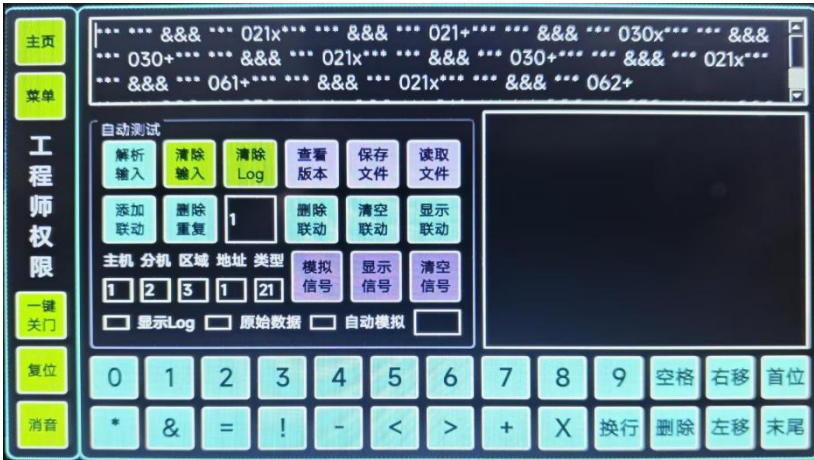 主页
菜单
工程师权限
一键
关门
复位
消音
*** *** &&& *** 021x*** *** &&& *** 021+*** *** &&& *** 030x*** *** &&&
*** 030+*** *** &&& *** 021x*** *** &&& *** 030+*** *** &&& *** 021x***
*** &&& *** 061+*** *** &&& *** 021x*** *** &&& *** 062+
自动测试
解析 清除 清除 查看 保存 读取
输入 输入 Log 版本 文件 文件
添加 删除 1 删除 清空 显示
联动 重复 联动 联动 联动
主机 分机 区域 地址 类型 模拟 显示 清空
1 2 3 1 21 信号 信号 信号
显示Log 原始数据 自动模拟
0 1 2 3 4 5 6 7 8 9 空格 右移 首位
* & = ! - < > + X 换行 删除 左移 末尾